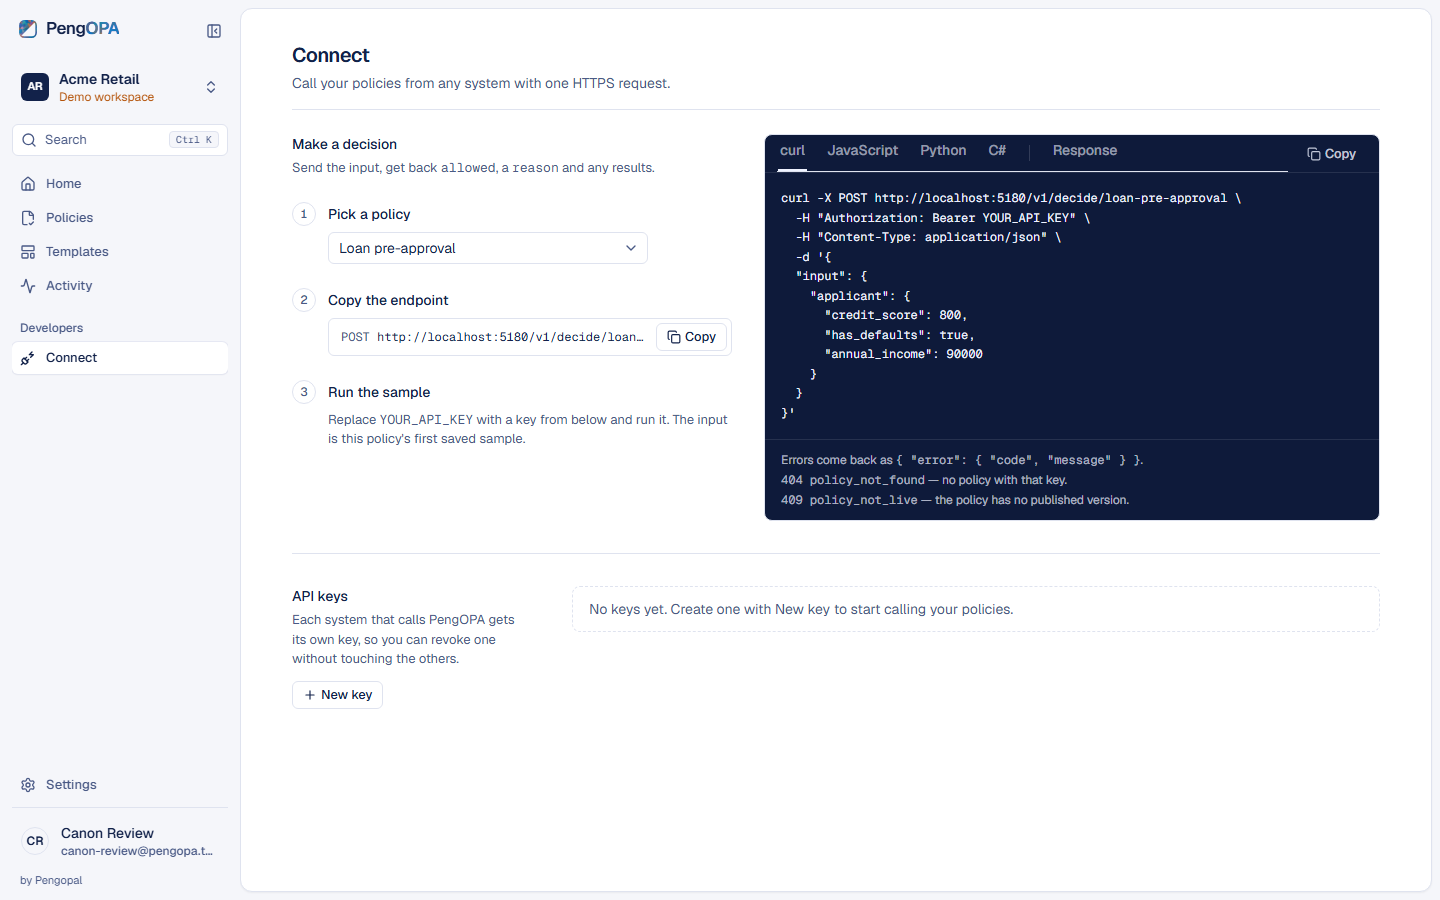 PengOPA
AR
Acme Retail
Demo workspace
Search
Ctrl K
Home
Policies
Templates
Activity
Developers
Connect
Settings
CR
Canon Review
canon-review@pengopa.t…
by Pengopal
Connect
Call your policies from any system with one HTTPS request.
Make a decision
Send the input, get back allowed, a reason and any results.
1
Pick a policy
Loan pre-approval
2
Copy the endpoint
POST http://localhost:5180/v1/decide/loan…
Copy
3
Run the sample
Replace YOUR_API_KEY with a key from below and run it. The input
is this policy's first saved sample.
curl JavaScript Python C# Response
Copy
curl -X POST http://localhost:5180/v1/decide/loan-pre-approval \
-H "Authorization: Bearer YOUR_API_KEY" \
-H "Content-Type: application/json" \
-d '{
"input": {
"applicant": {
"credit_score": 800,
"has_defaults": true,
"annual_income": 90000
}
}
}'
Errors come back as { "error": { "code", "message" } }.
404 policy_not_found — no policy with that key.
409 policy_not_live — the policy has no published version.
API keys
Each system that calls PengOPA gets
its own key, so you can revoke one
without touching the others.
+ New key
No keys yet. Create one with New key to start calling your policies.